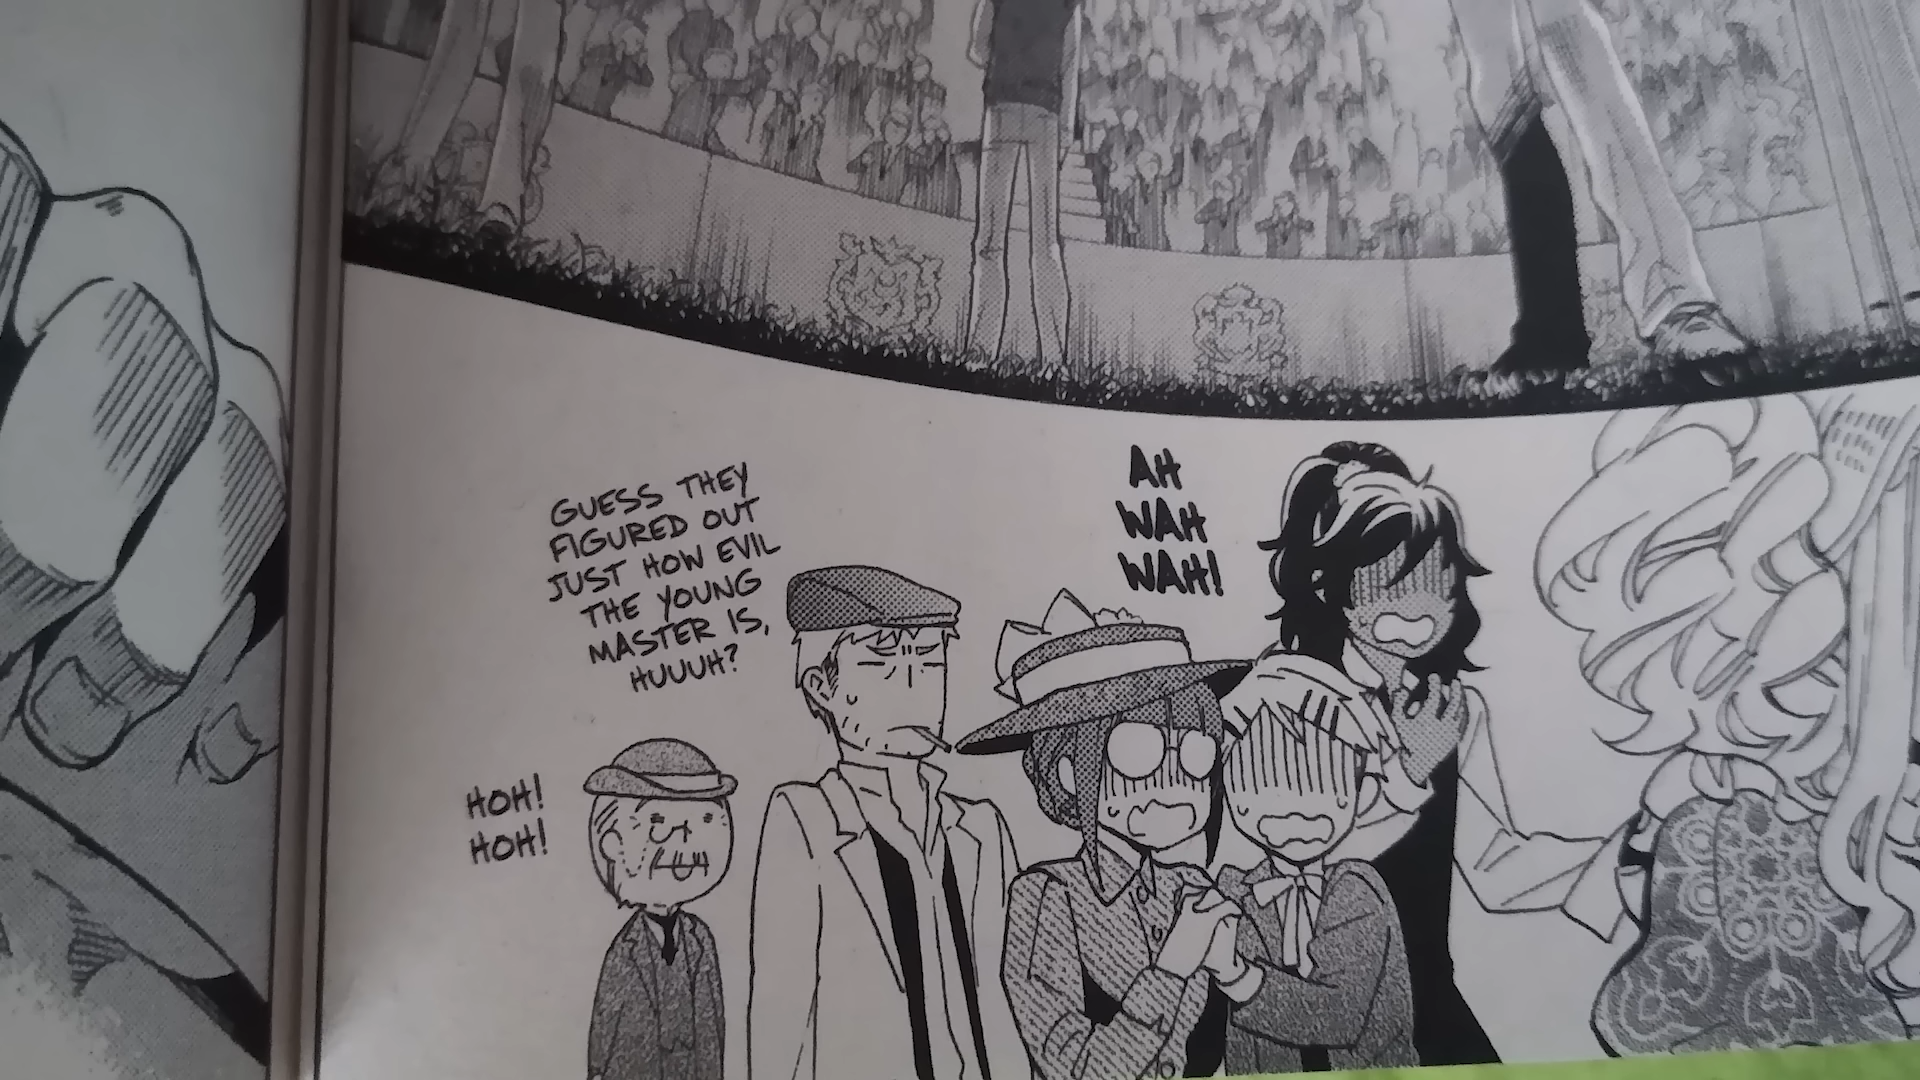 GUESS THEY
FIGURED OUT
JUST HOW EVIL
THE YOUNG
MASTER IS,
HUUUH?
AH
WAH
WAH!
HOH!
HOH!